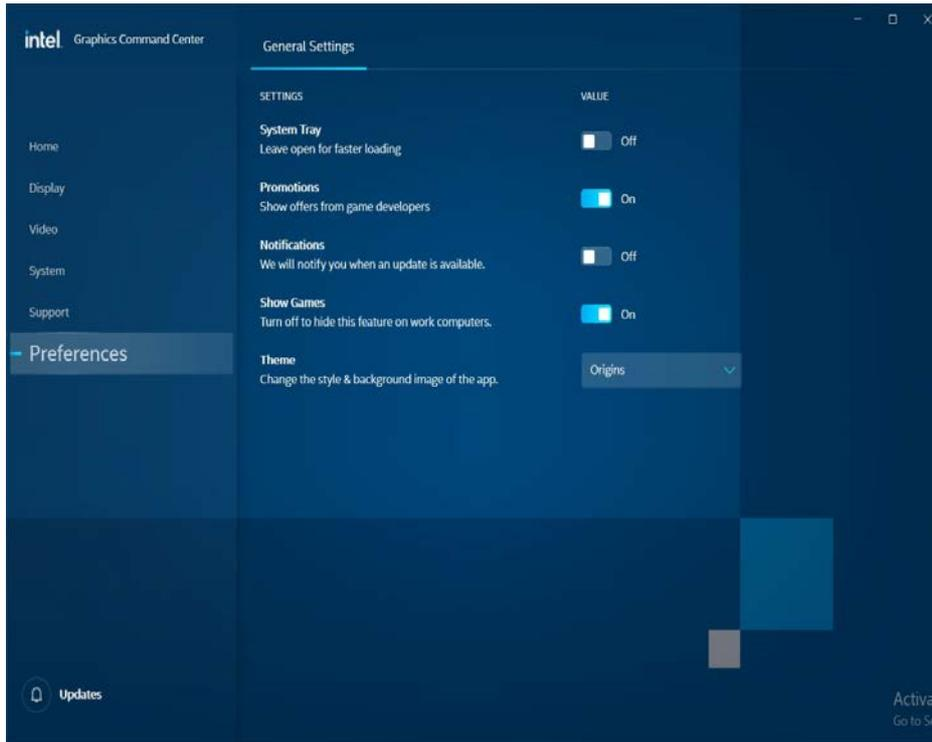 intel. Graphics Command Center
General Settings
SETTINGS VALUE
System Tray
Leave open for faster loading
Off
Promotions
Show offers from game developers
On
Notifications
We will notify you when an update is available.
Off
Show Games
Turn off to hide this feature on work computers.
On
Theme
Change the style & background image of the app.
Origins
Home
Display
Video
System
Support
Preferences
Updates
Activa
Go to S